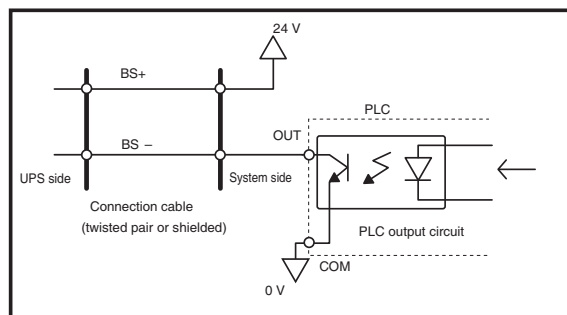 24 V
BS+
PLC
OUT
BS –
UPS side
System side
Connection cable
(twisted pair or shielded)
PLC output circuit
COM
0 V